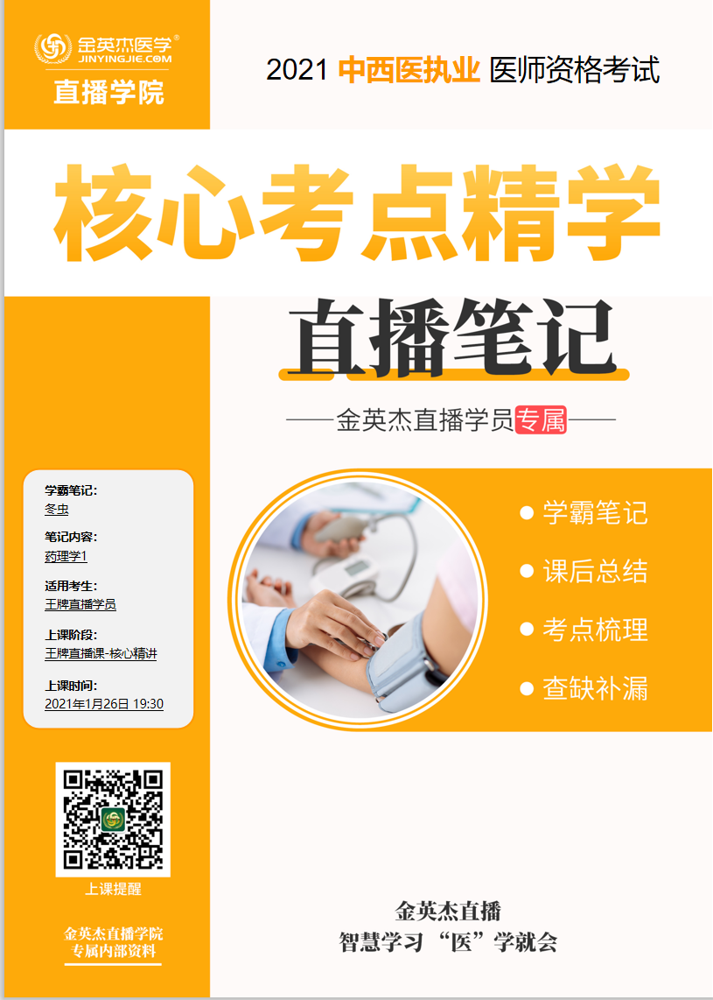 金英杰医学®
JINYINGJIE.COM
直播学院
2021 中西医执业 医师资格考试
核心考点精学
直播笔记
金英杰直播学员专属
学霸笔记：
冬虫
笔记内容：
药理学1
适用考生：
王牌直播学员
上课阶段：
王牌直播课-核心精讲
上课时间：
2021年1月26日 19:30
学霸笔记
课后总结
考点梳理
查缺补漏
上课提醒
金英杰直播学院
专属内部资料
金英杰直播
智慧学习“医”学就会